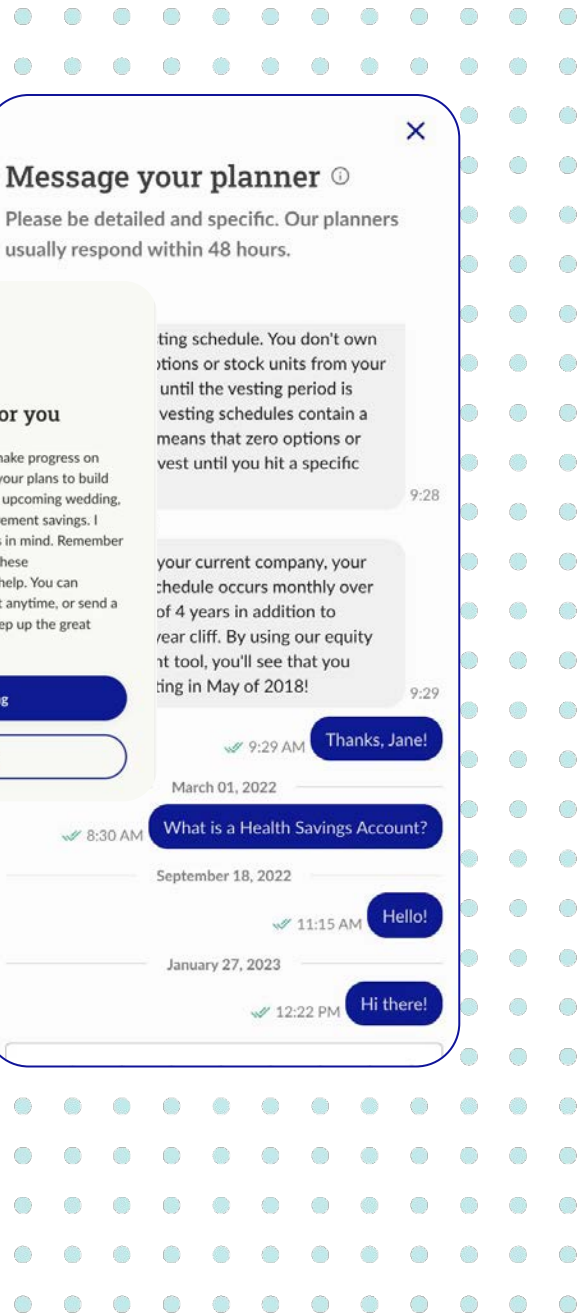 Message your planner
Please be detailed and specific. Our planners
usually respond within 48 hours.
ting schedule. You don't own
tions or stock units from your
until the vesting period is
vesting schedules contain a
means that zero options or
vest until you hit a specific
9:28
or you
make progress on
your plans to build
upcoming wedding,
ement savings. I
in mind. Remember
hese
help. You can
t anytime, or send a
ep up the great
your current company, your
chedule occurs monthly over
of 4 years in addition to
year cliff. By using our equity
nt tool, you'll see that you
ting in May of 2018!
9:29
9:29 AM Thanks, Jane!
March 01, 2022
8:30 AM What is a Health Savings Account?
September 18, 2022
11:15 AM Hello!
January 27, 2023
12:22 PM Hi there!